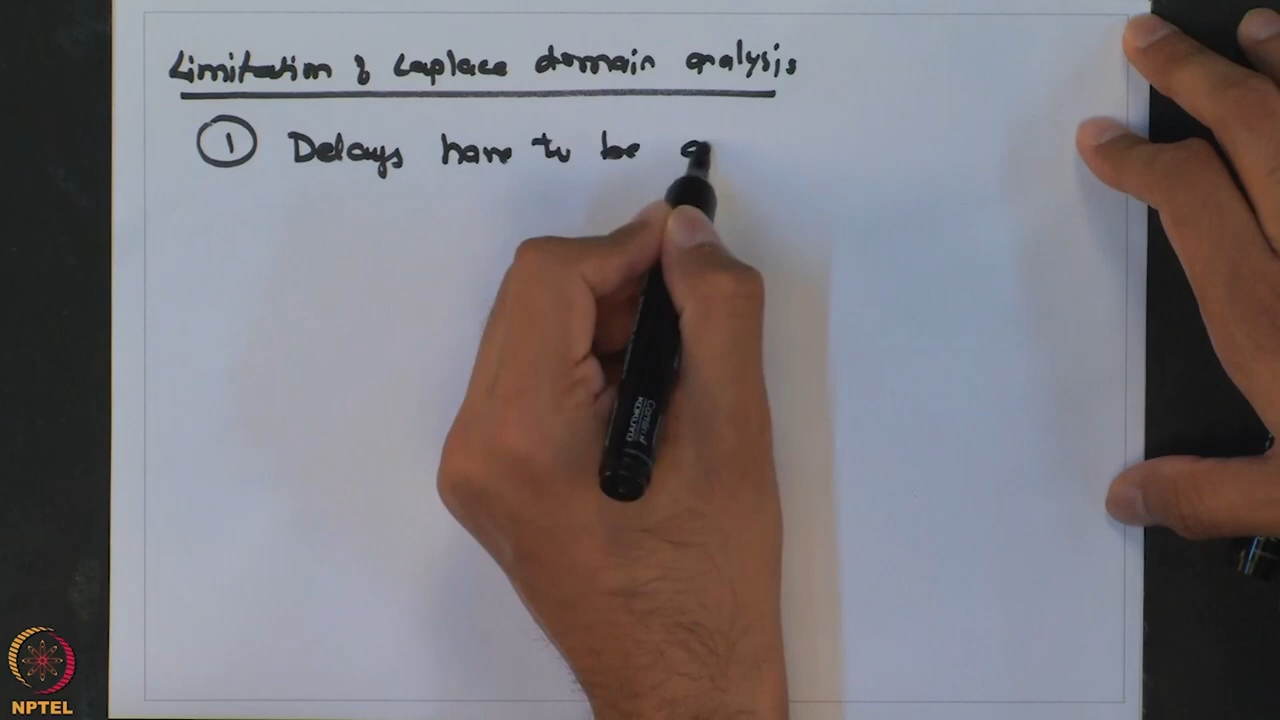 Limitation of Laplace domain analysis
① Delays have to be a
NPTEL